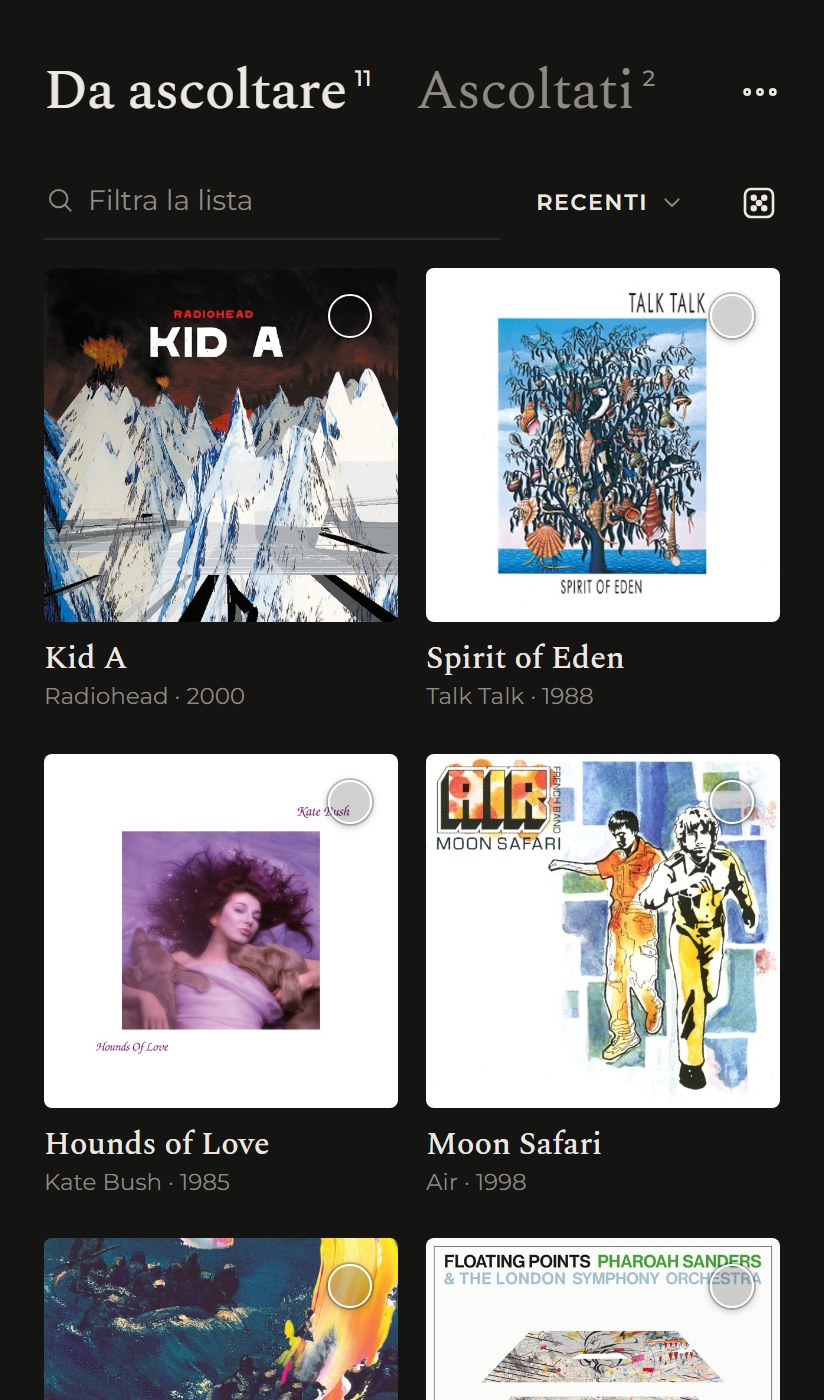 Da ascoltare 11 Ascoltati 2
Filtra la lista RECENTI
RADIOHEAD
KID A
TALK TALK
SPIRIT OF EDEN
Kid A
Radiohead · 2000
Spirit of Eden
Talk Talk · 1988
Kate Bush
Hounds Of Love
AIR
FRENCH BAND
MOON SAFARI
Hounds of Love
Kate Bush · 1985
Moon Safari
Air · 1998
FLOATING POINTS PHAROAH SANDERS
& THE LONDON SYMPHONY ORCHESTRA